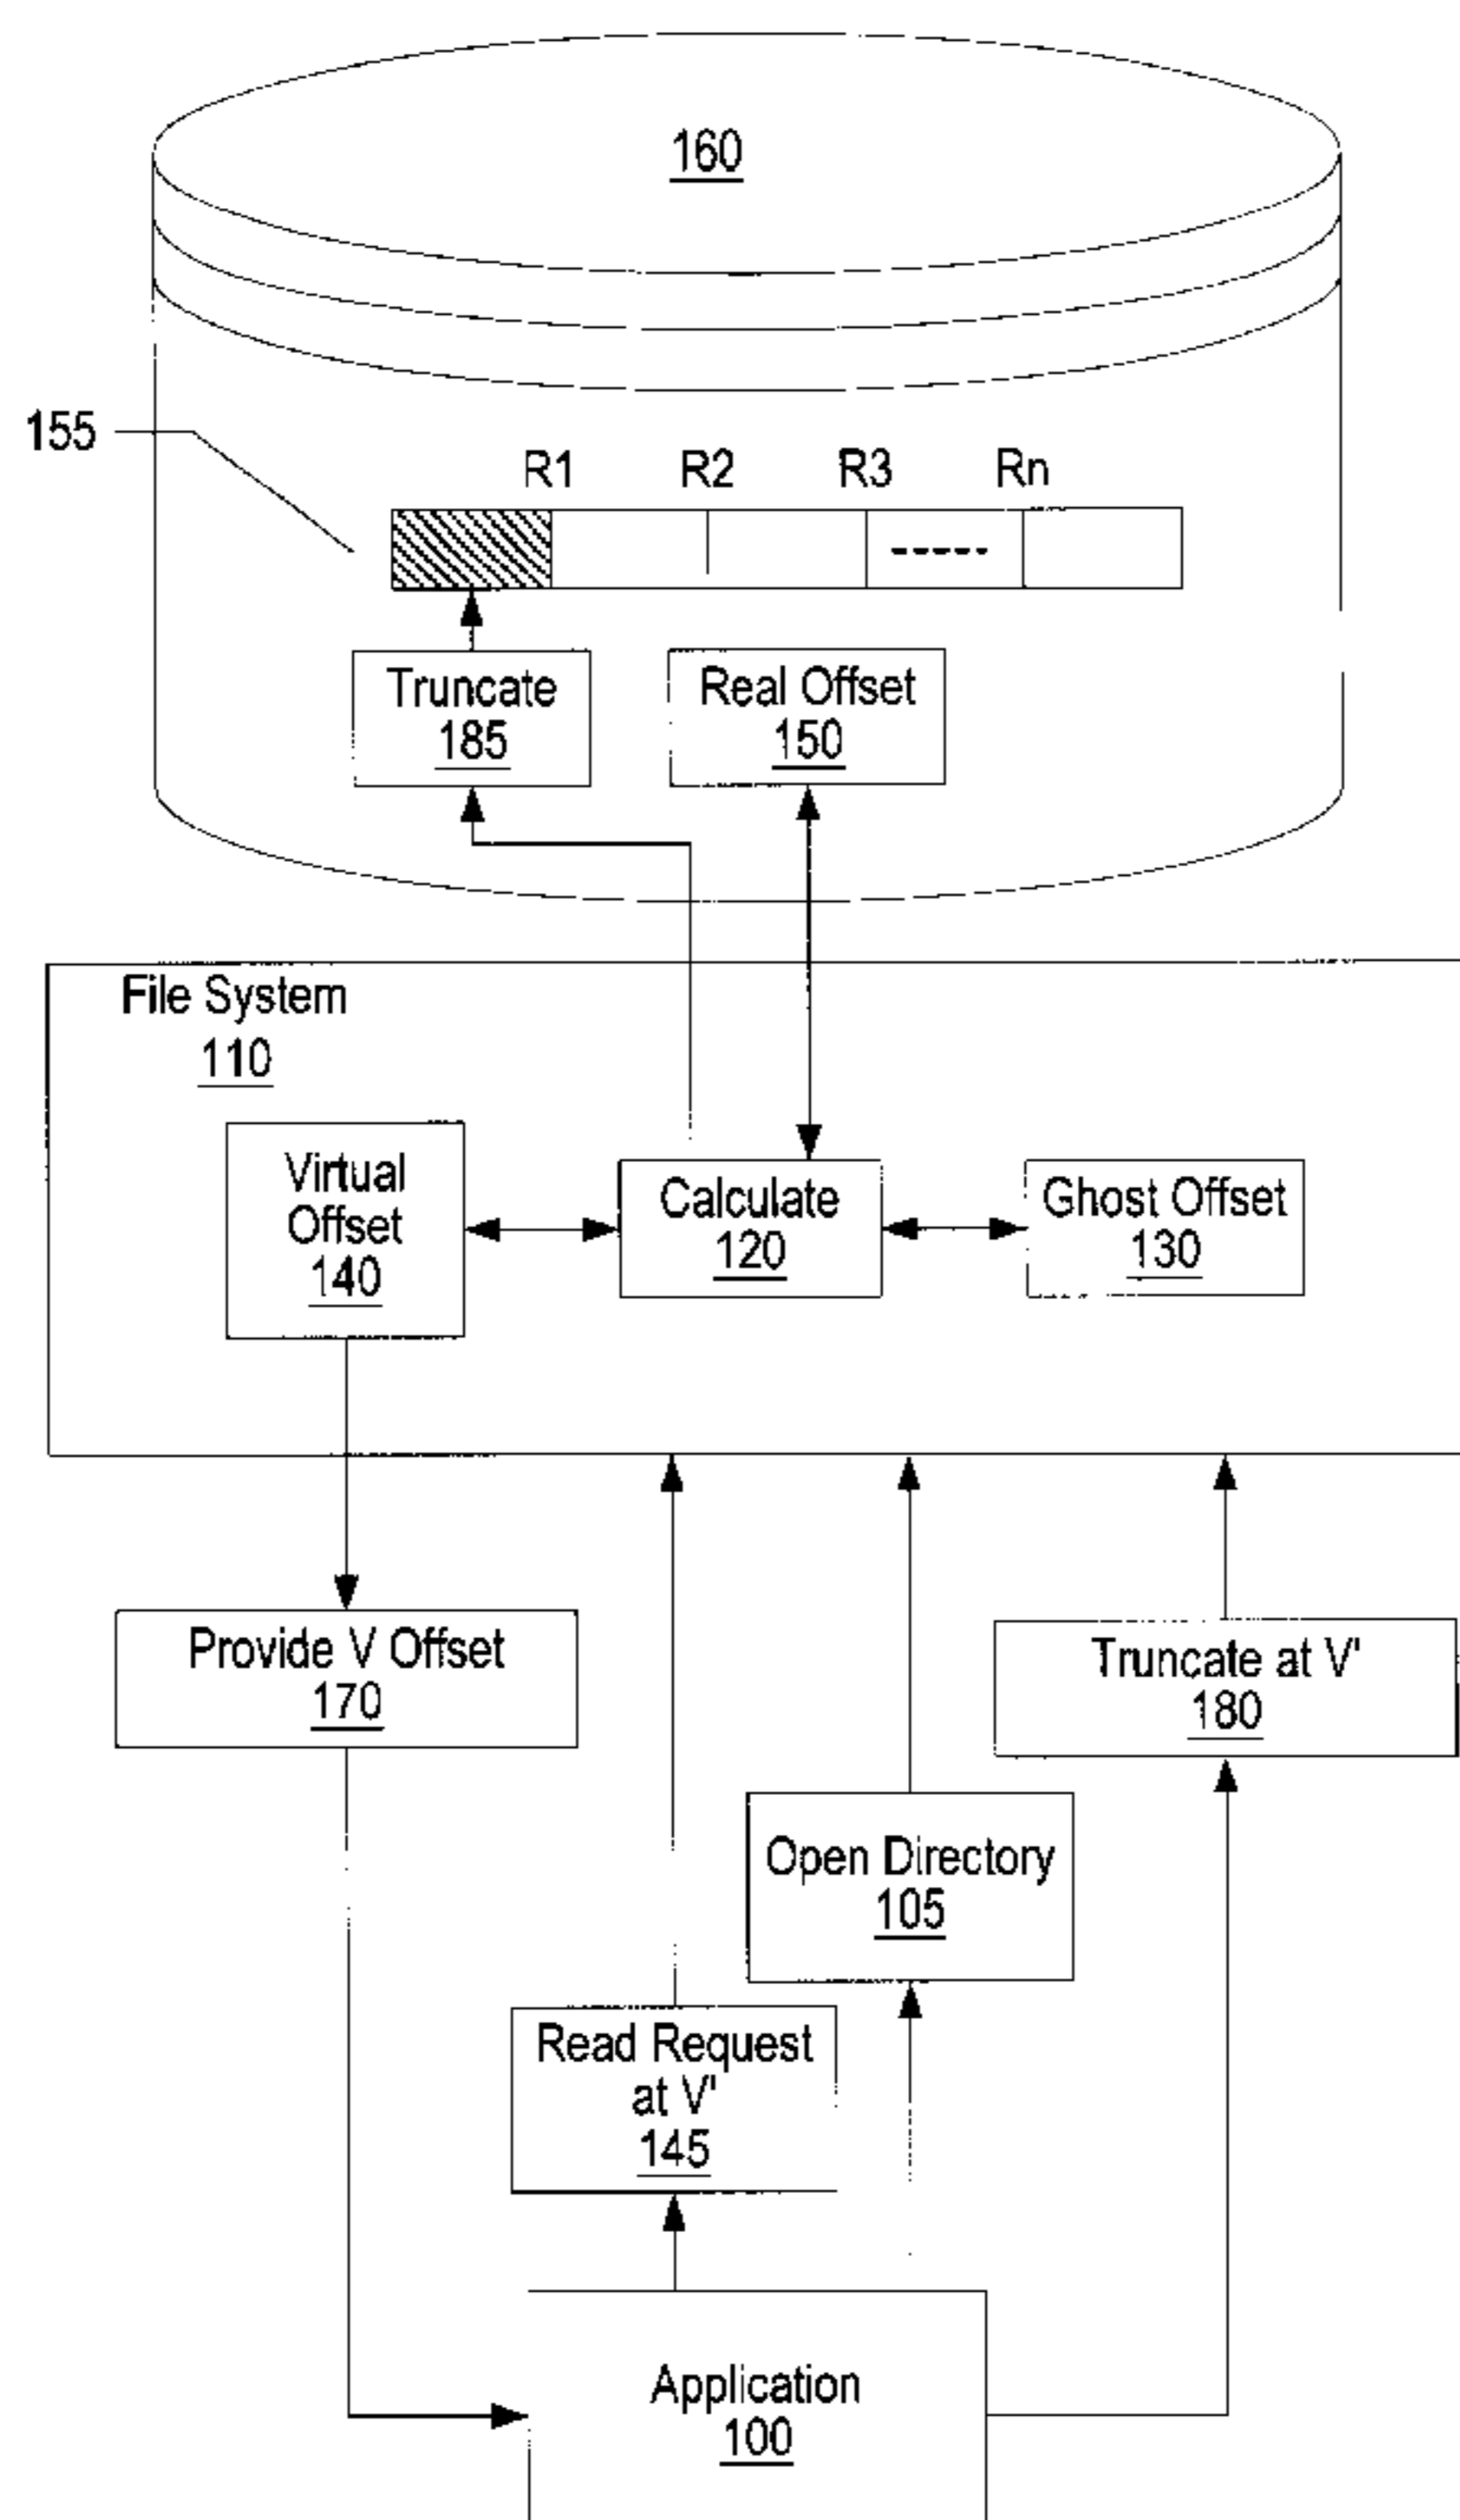 160
155
R1 R2 R3 Rn
Truncate
185
Real Offset
150
File System
110
Virtual
Offset
140
Calculate
120
Ghost Offset
130
Provide V Offset
170
Truncate at V'
180
Open Directory
105
Read Request
at V'
145
Application
100